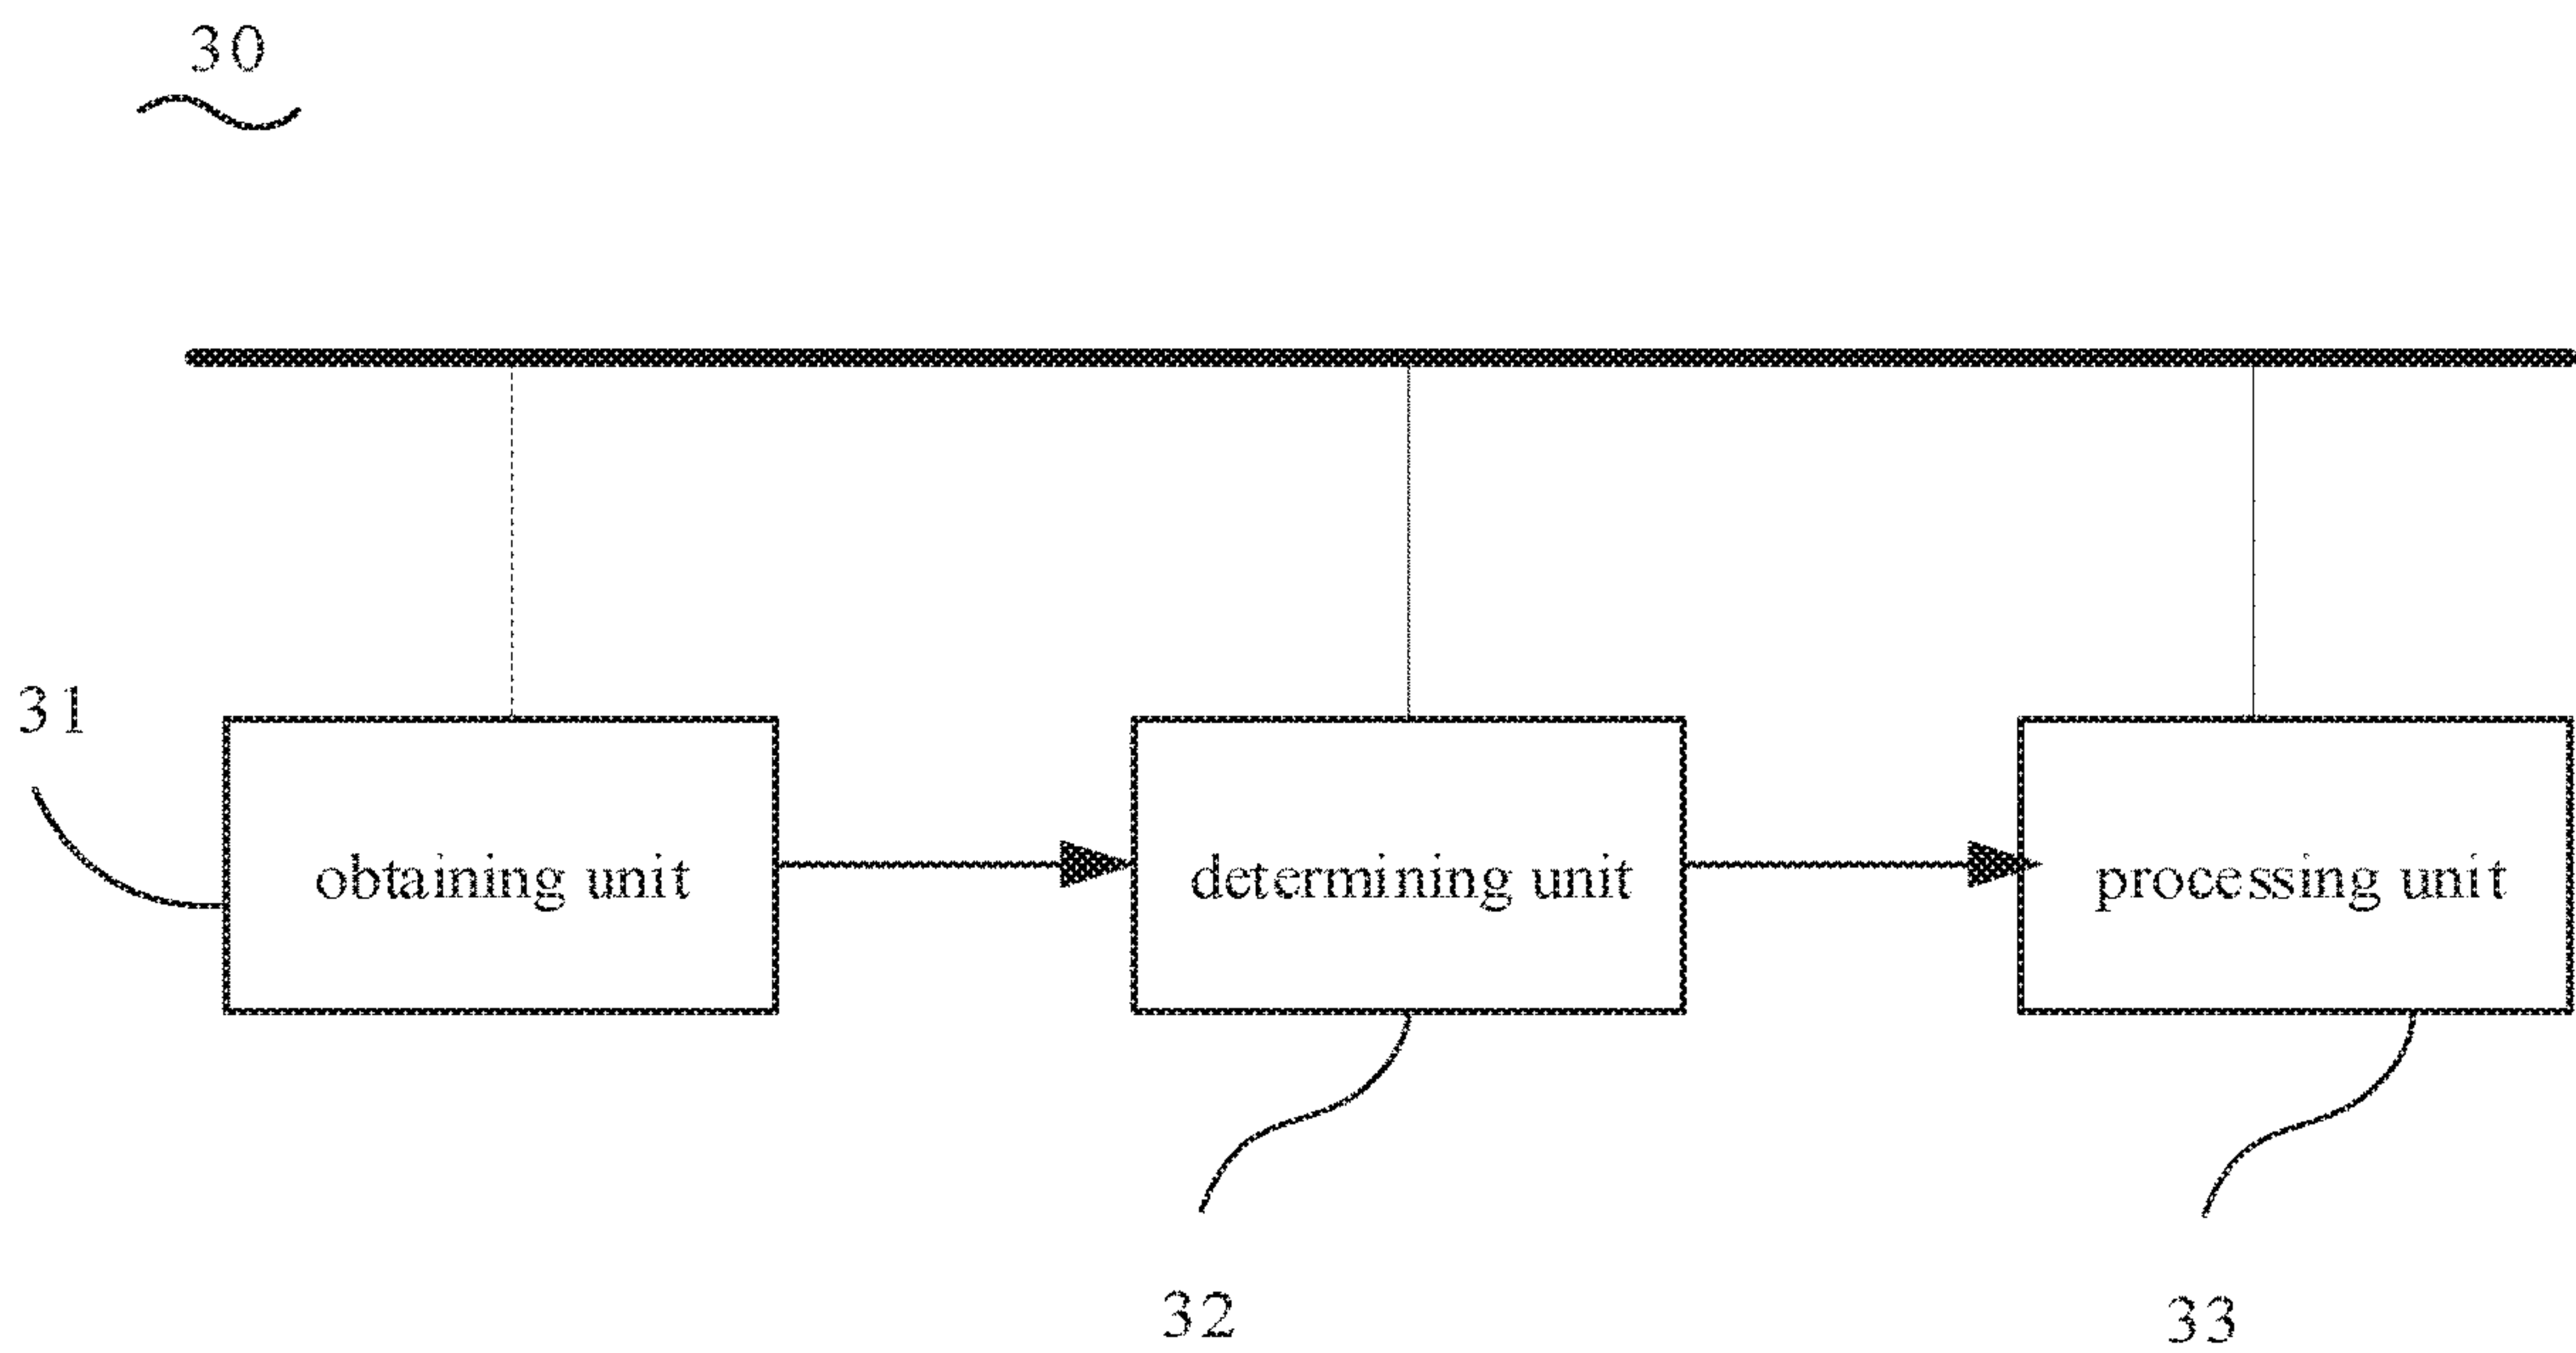 30
31
obtaining unit
determining unit
processing unit
32
33